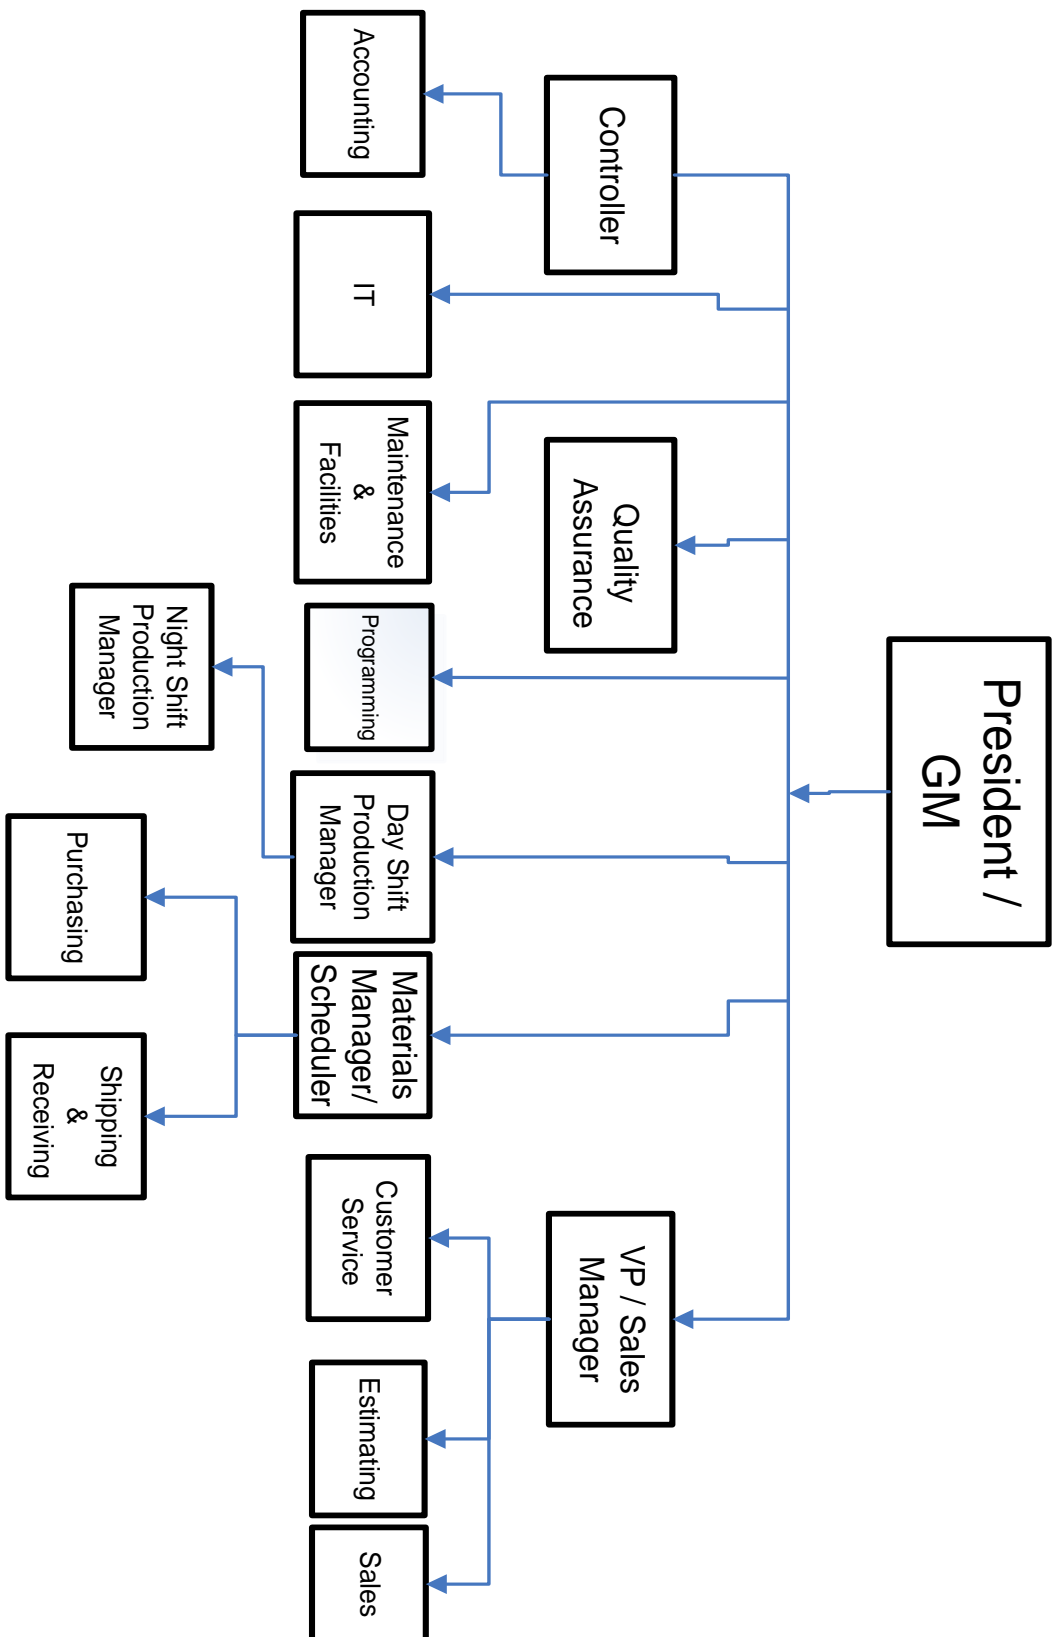 President /
GM
Controller
Quality
Assurance
VP / Sales
Manager
Accounting
IT
Maintenance
&
Facilities
Programming
Day Shift
Production
Manager
Materials
Manager/
Scheduler
Customer
Service
Estimating
Sales
Night Shift
Production
Manager
Purchasing
Shipping
&
Receiving